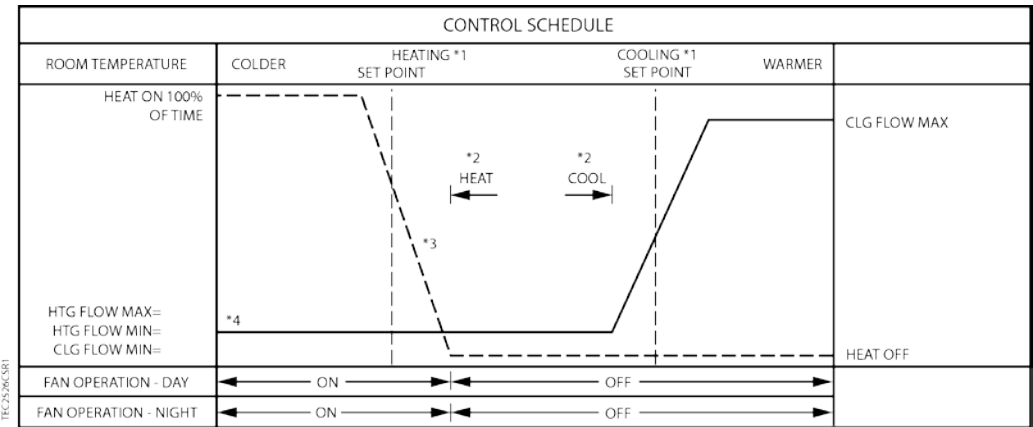 CONTROL SCHEDULE
ROOM TEMPERATURE
COLDER
HEATING *1
SET POINT
COOLING *1
SET POINT
WARMER
HEAT ON 100%
OF TIME
CLG FLOW MAX
*2
HEAT
*2
COOL
*3
HTG FLOW MAX=
HTG FLOW MIN=
CLG FLOW MIN=
*4
HEAT OFF
FAN OPERATION - DAY
ON
OFF
FAN OPERATION - NIGHT
ON
OFF
TEC2526CSR1